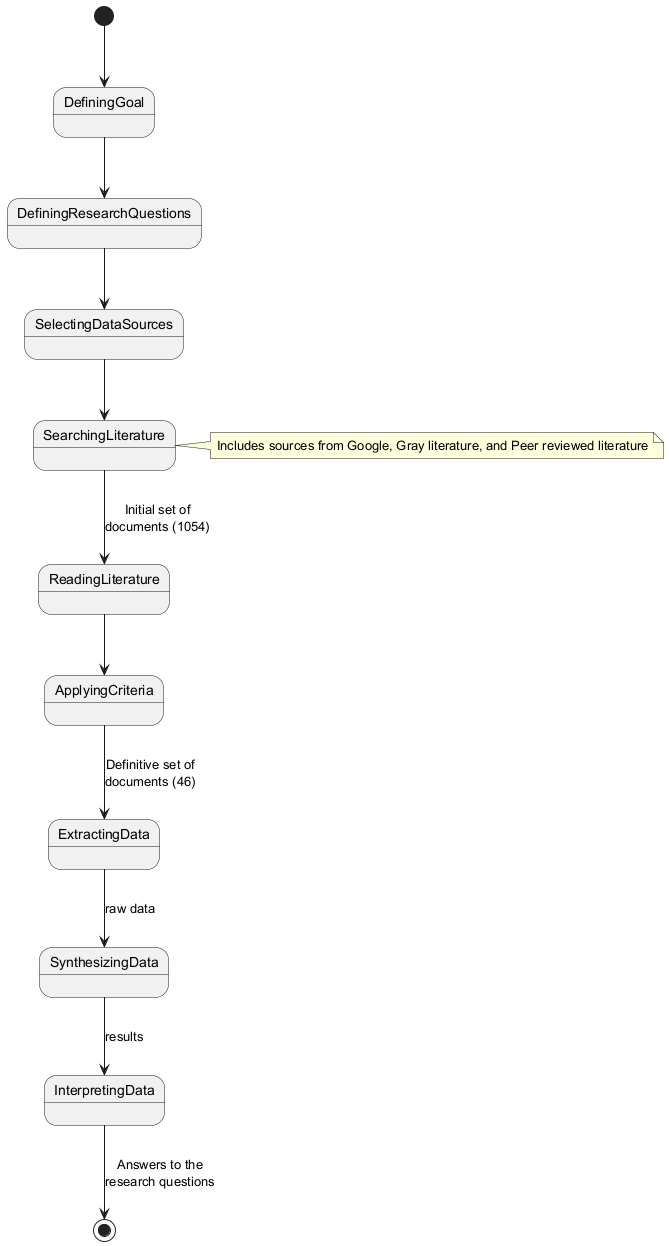 DefiningGoal
DefiningResearchQuestions
SelectingDataSources
SearchingLiterature
Includes sources from Google, Gray literature, and Peer reviewed literature
Initial set of
documents (1054)
ReadingLiterature
ApplyingCriteria
Definitive set of
documents (46)
ExtractingData
raw data
SynthesizingData
results
InterpretingData
Answers to the
research questions